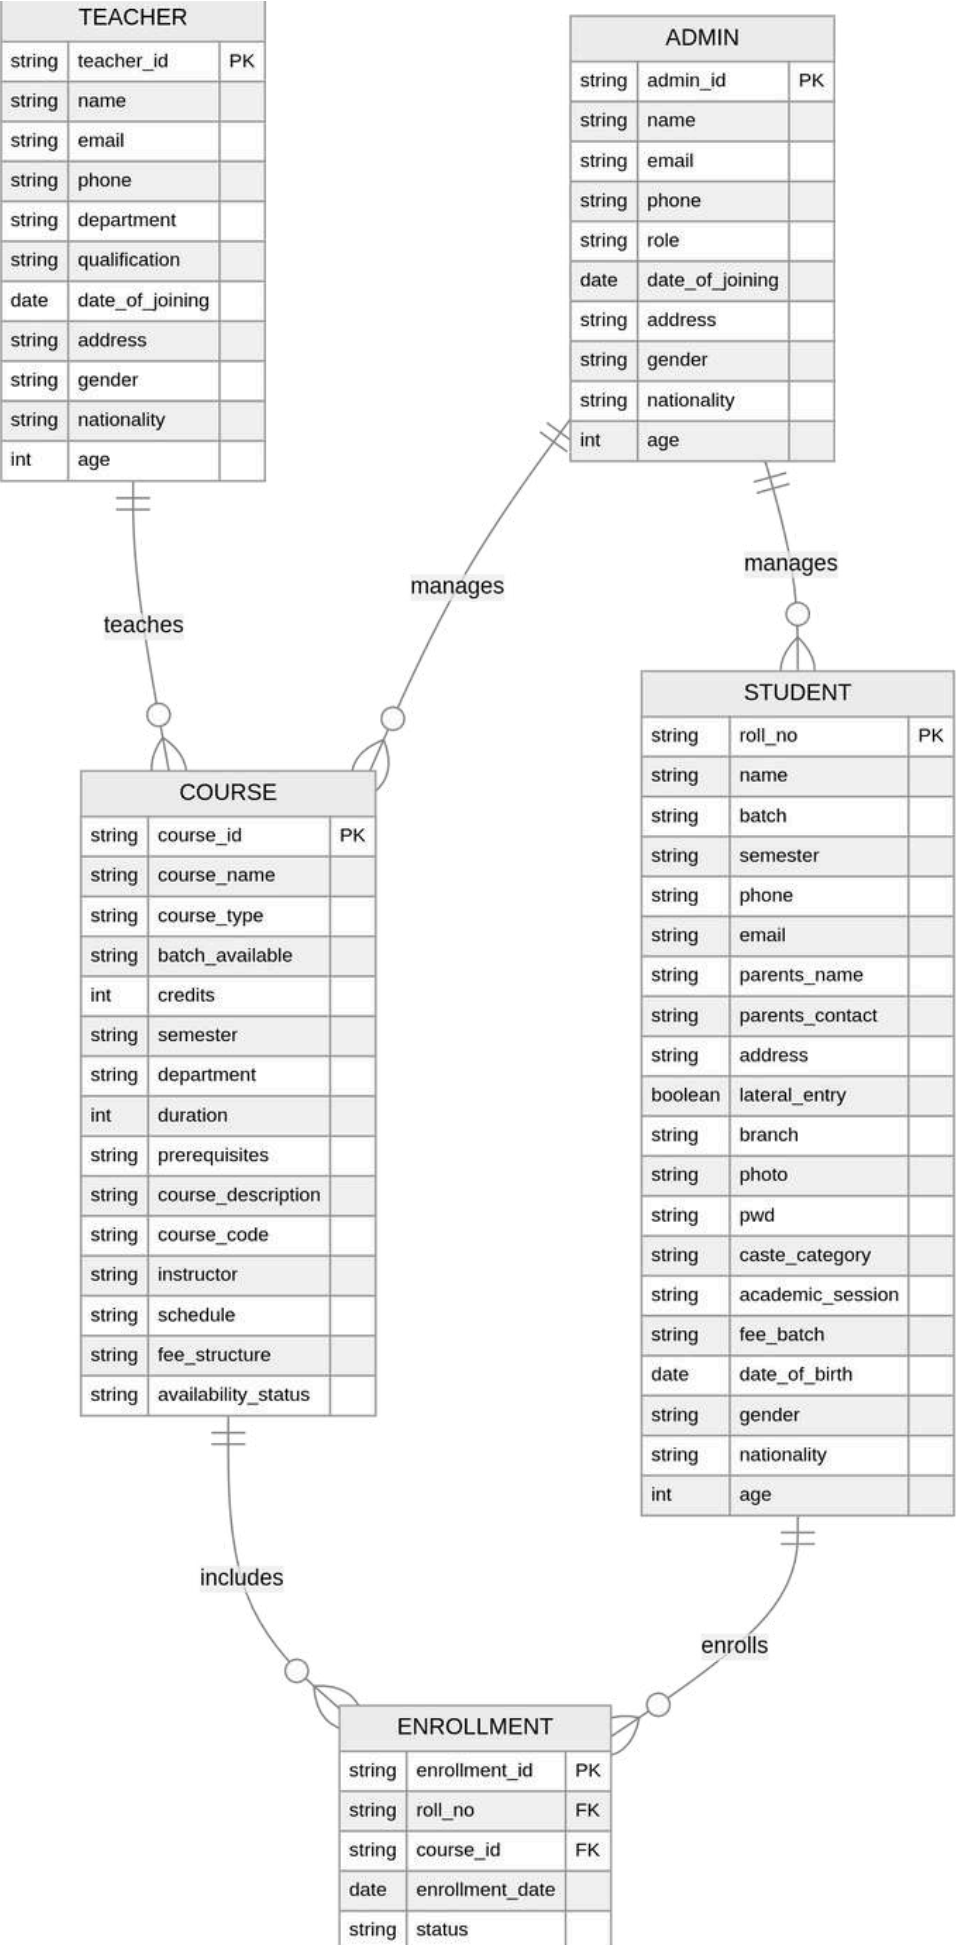 TEACHER
string teacher_id PK
string name
string email
string phone
string department
string qualification
date date_of_joining
string address
string gender
string nationality
int age
ADMIN
string admin_id PK
string name
string email
string phone
string role
date date_of_joining
string address
string gender
string nationality
int age
teaches
manages
manages
COURSE
string course_id PK
string course_name
string course_type
string batch_available
int credits
string semester
string department
int duration
string prerequisites
string course_description
string course_code
string instructor
string schedule
string fee_structure
string availability_status
STUDENT
string roll_no PK
string name
string batch
string semester
string phone
string email
string parents_name
string parents_contact
string address
boolean lateral_entry
string branch
string photo
string pwd
string caste_category
string academic_session
string fee_batch
date date_of_birth
string gender
string nationality
int age
includes
enrolls
ENROLLMENT
string enrollment_id PK
string roll_no FK
string course_id FK
date enrollment_date
string status